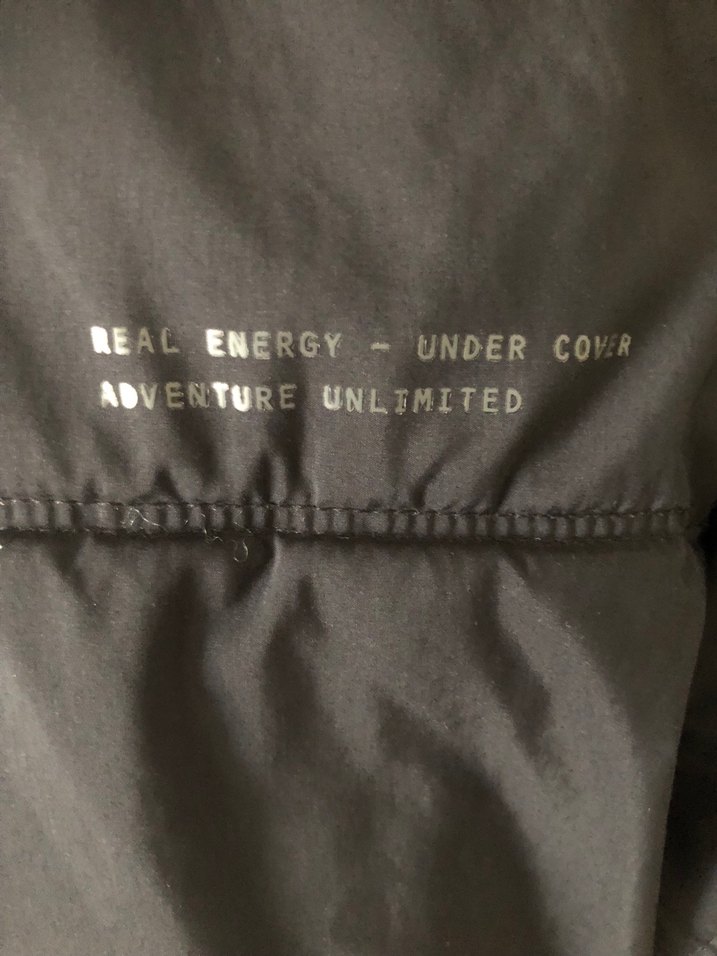 REAL ENERGY - UNDER COVER
ADVENTURE UNLIMITED